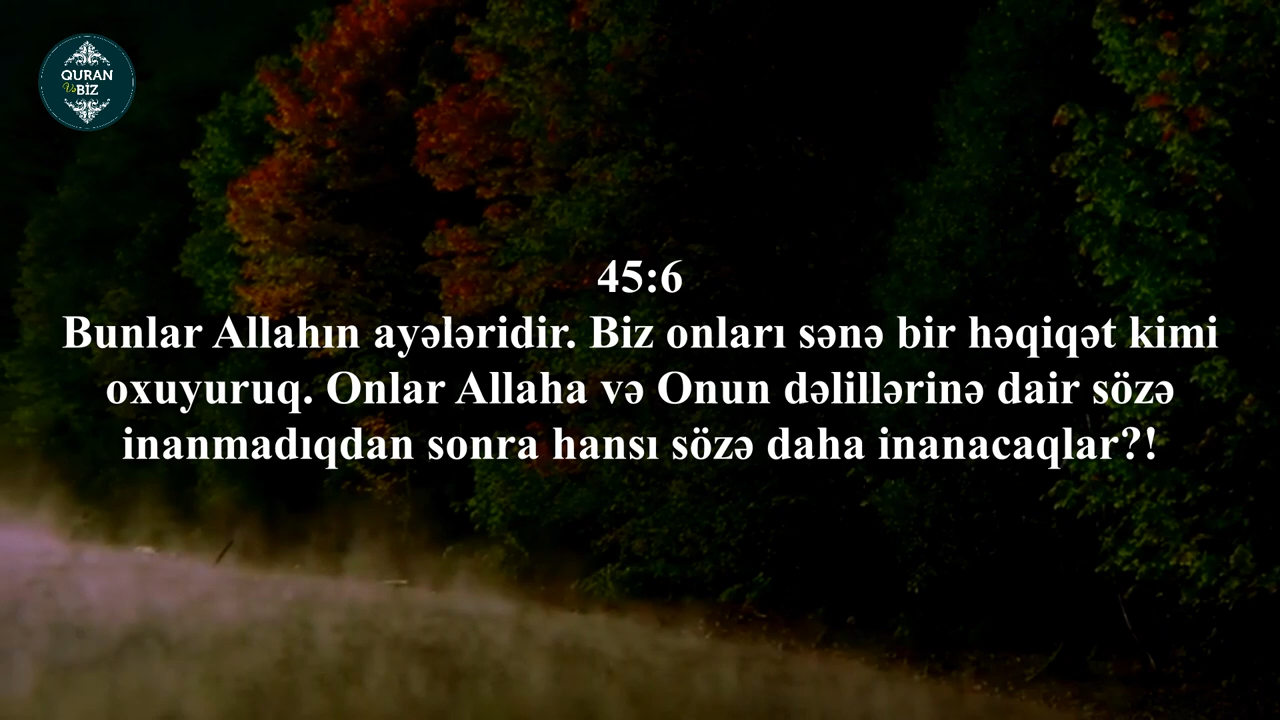 QURAN
Və BİZ
45:6
Bunlar Allahın ayələridir. Biz onları sənə bir həqiqət kimi
oxuyuruq. Onlar Allaha və Onun dəlillərinə dair sözə
inanmadıqdan sonra hansı sözə daha inanacaqlar?!